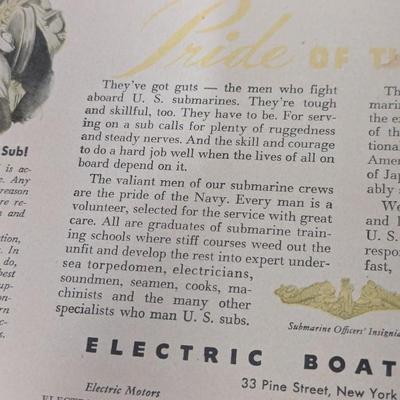 Pride OF TH
They've got guts — the men who fight
aboard U. S. submarines. They're tough
and skillful, too. They have to be. For serv-
ing on a sub calls for plenty of ruggedness
and steady nerves. And the skill and courage
to do a hard job well when the lives of all on
board depend on it.
The valiant men of our submarine crews
are the pride of the Navy. Every man is a
volunteer, selected for the service with great
care. All are graduates of submarine train-
ing schools where stiff courses weed out the
unfit and develop the rest into expert under-
sea torpedomen, electricians,
soundmen, seamen, cooks, ma-
chinists and the many other
specialists who man U. S. subs.
Sub!
is ac-
e. Any
reason
re re-
n and
tion,
s. In
do,
best
up-
on-
arm
c-
s-
Th
marin
the e
of th
tional
Amer
of Jap
ably s
We
and I
U. S.
respon
fast,
Submarine Officers' Insignia
ELECTRIC BOAT
33 Pine Street, New York
Electric Motors